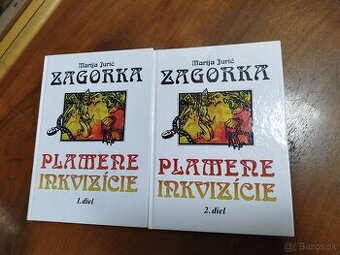 Marija Jurić
ZAGORKA
PLAMENE
INKVIZÍCIE
1. diel
Marija Jurić
ZAGORKA
PLAMENE
INKVIZÍCIE
2. diel
Bazos.sk